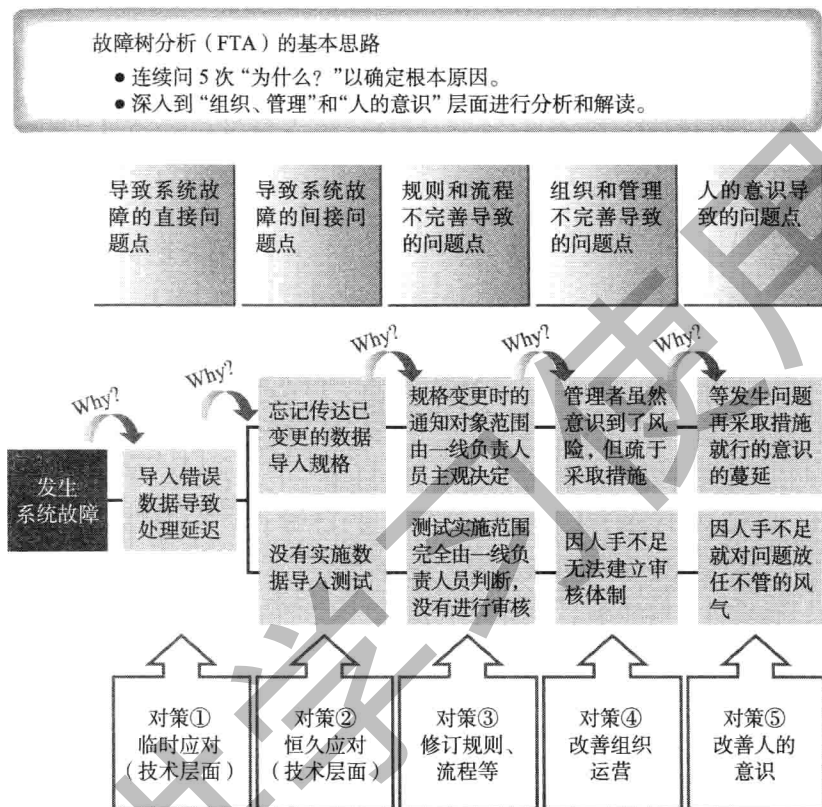 故障树分析（FTA）的基本思路
● 连续问 5 次“为什么？”以确定根本原因。
● 深入到“组织、管理”和“人的意识”层面进行分析和解读。
导致系统故
障的直接问
题点
导致系统故
障的间接问
题点
规则和流程
不完善导致
的问题点
组织和管理
不完善导致
的问题点
人的意识导
致的问题点
Why?
Why?
Why?
Why?
Why?
发生
系统故障
导入错误
数据导致
处理延迟
忘记传达已
变更的数据
导入规格
规格变更时的
通知对象范围
由一线负责人
员主观决定
管理者虽然
意识到了风
险，但疏于
采取措施
等发生问题
再采取措施
就行的意识
的蔓延
没有实施数
据导入测试
测试实施范围
完全由一线负
责人员判断，
没有进行审核
因人手不足
无法建立审
核体制
因人手不足
就对问题放
任不管的风
气
对策①
临时应对
（技术层面）
对策②
恒久应对
（技术层面）
对策③
修订规则、
流程等
对策④
改善组织
运营
对策⑤
改善人的
意识
学习使用